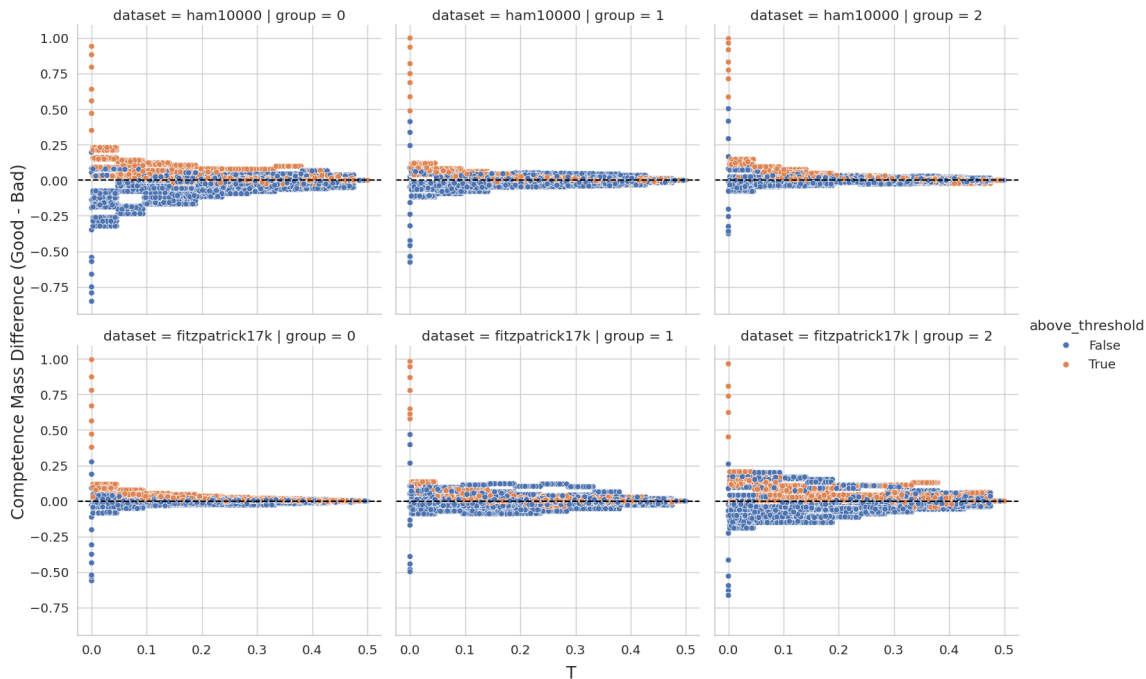 dataset = ham10000 | group = 0
dataset = ham10000 | group = 1
dataset = ham10000 | group = 2
1.00
0.75
0.50
0.25
0.00
−0.25
−0.50
−0.75
dataset = fitzpatrick17k | group = 0
dataset = fitzpatrick17k | group = 1
dataset = fitzpatrick17k | group = 2
1.00
0.75
0.50
0.25
0.00
−0.25
−0.50
−0.75
Competence Mass Difference (Good - Bad)
0.0 0.1 0.2 0.3 0.4 0.5
0.0 0.1 0.2 0.3 0.4 0.5
0.0 0.1 0.2 0.3 0.4 0.5
T
above_threshold
False
True